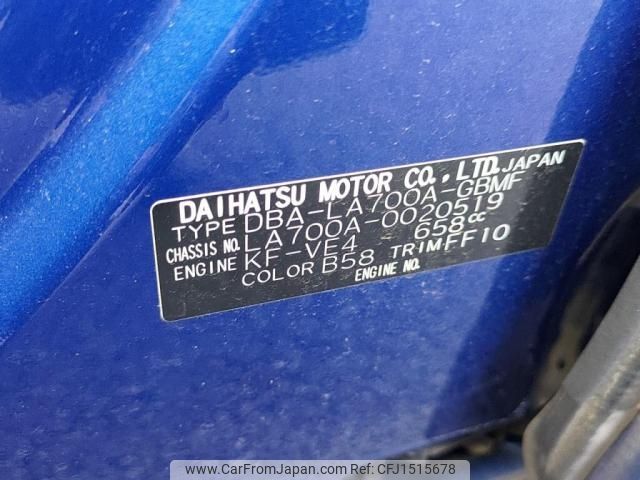 DAIHATSU MOTOR CO., LTD. JAPAN
TYPE DBA-LA700A-GBMF
CHASSIS NO. LA700A-0020519
ENGINE KF-VE4 658cc
COLOR B58 TRIM FF10
ENGINE NO.
www.CarFromJapan.com | © CarFromJapan | CFJ1515678